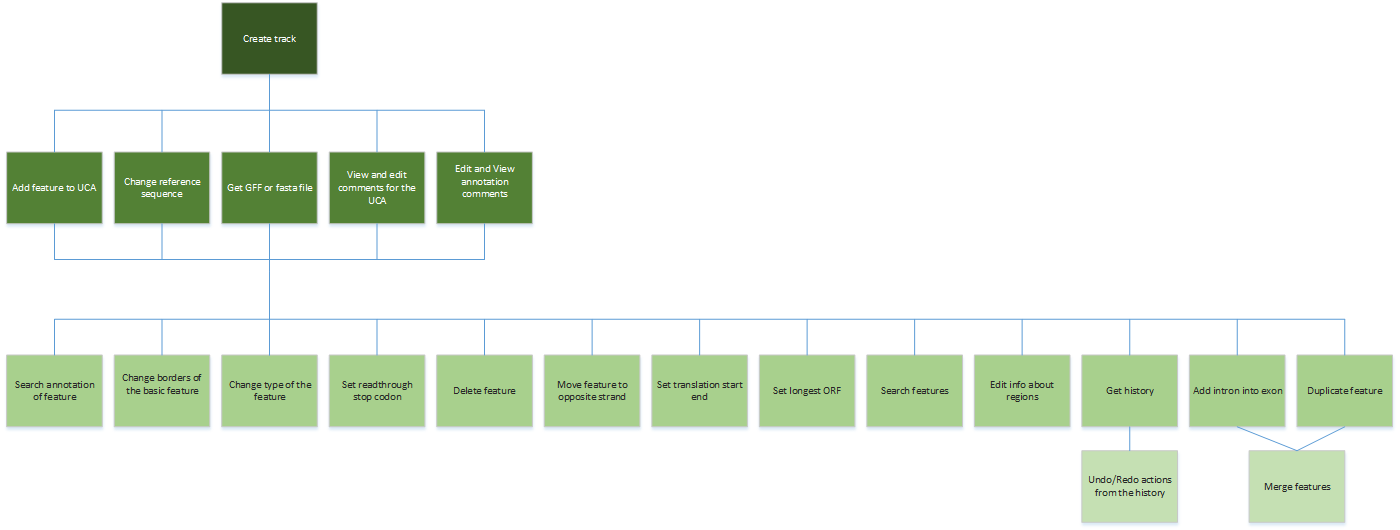 Create track
Add feature to UCA
Change reference
sequence
Get GFF or fasta file
View and edit
comments for the
UCA
Edit and View
annotation
comments
Search annotation
of feature
Change borders of
the basic feature
Change type of the
feature
Set readthrough
stop codon
Delete feature
Move feature to
opposite strand
Set translation start
end
Set longest ORF
Search features
Edit info about
regions
Get history
Add intron into exon
Duplicate feature
Undo/Redo actions
from the history
Merge features